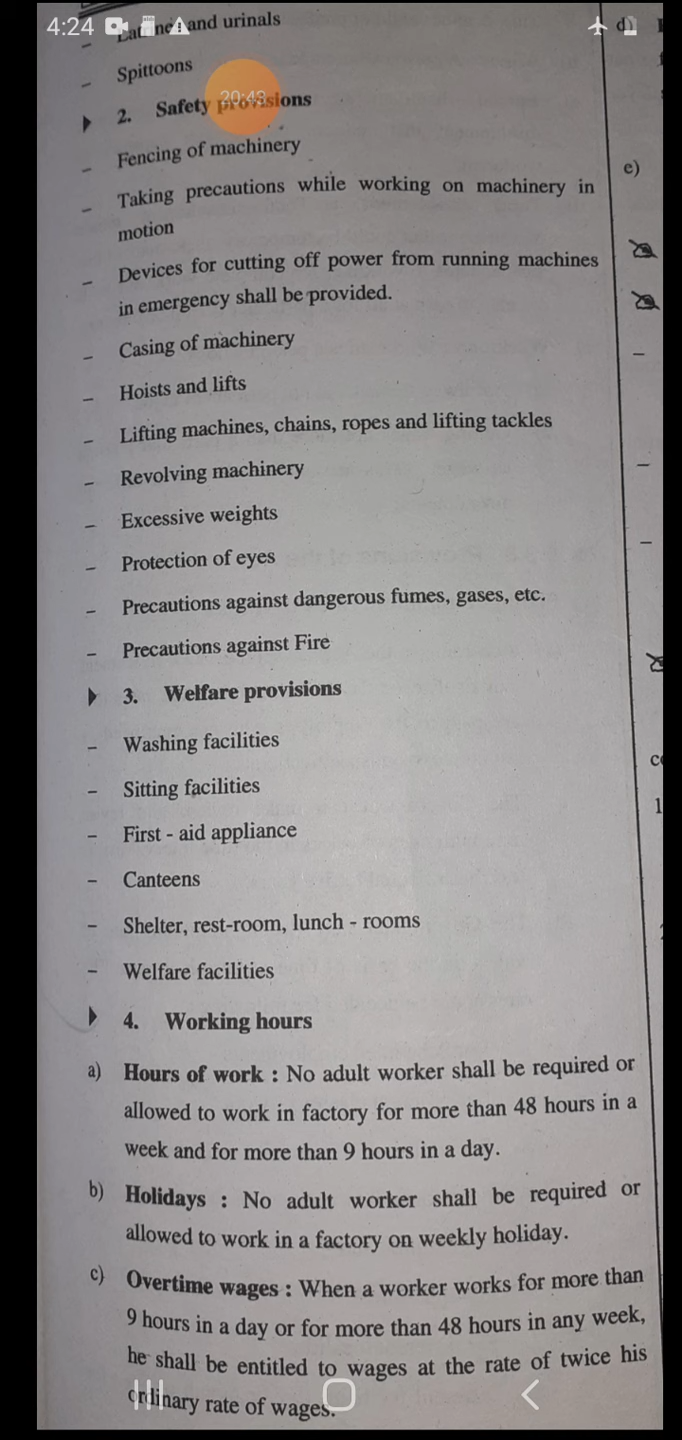 4:24
Latrines and urinals d)
– Spittoons
20:43
2. Safety provisions
– Fencing of machinery
e)
– Taking precautions while working on machinery in
motion
– Devices for cutting off power from running machines
in emergency shall be provided.
– Casing of machinery
– Hoists and lifts
– Lifting machines, chains, ropes and lifting tackles
– Revolving machinery
– Excessive weights
– Protection of eyes
– Precautions against dangerous fumes, gases, etc.
– Precautions against Fire
3. Welfare provisions
– Washing facilities
– Sitting facilities
– First - aid appliance
– Canteens
– Shelter, rest-room, lunch - rooms
– Welfare facilities
4. Working hours
a) Hours of work : No adult worker shall be required or
allowed to work in factory for more than 48 hours in a
week and for more than 9 hours in a day.
b) Holidays : No adult worker shall be required or
allowed to work in a factory on weekly holiday.
c) Overtime wages : When a worker works for more than
9 hours in a day or for more than 48 hours in any week,
he shall be entitled to wages at the rate of twice his
ordinary rate of wages.